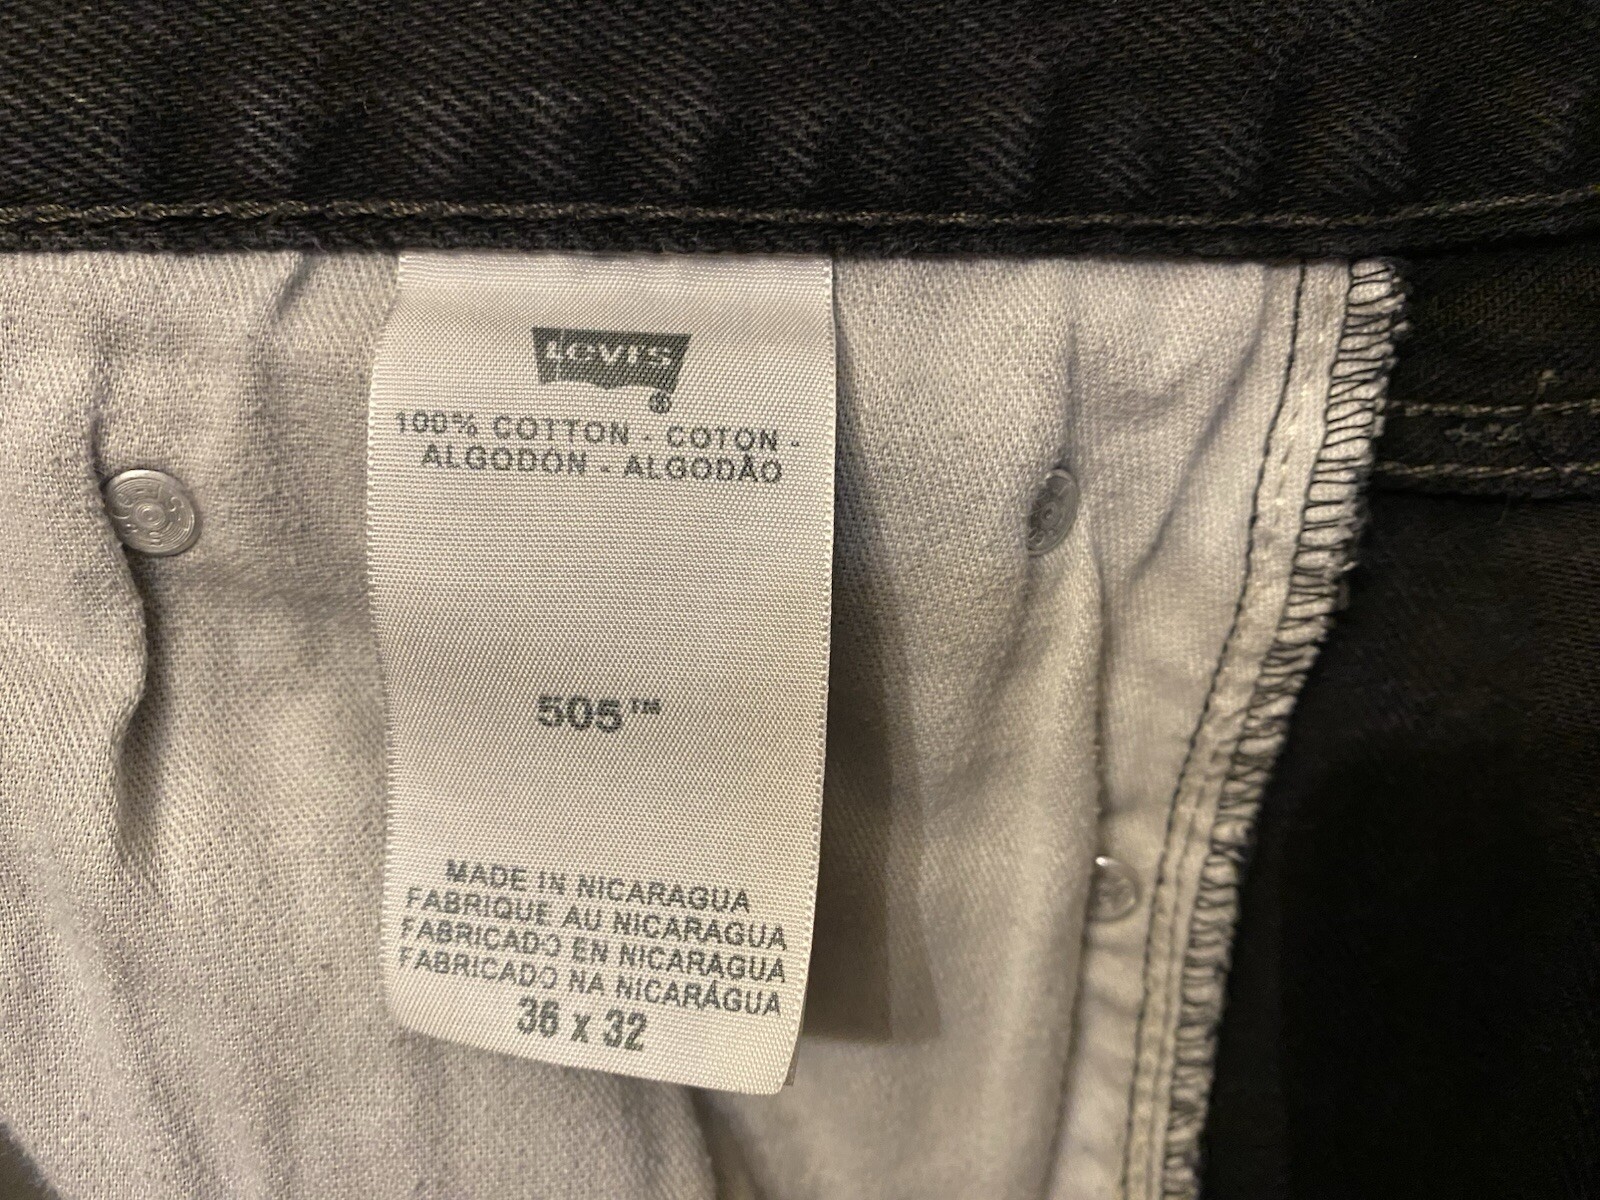 LEVI'S
®
100% COTTON - COTON -
ALGODON - ALGODÃO
505™
MADE IN NICARAGUA
FABRIQUE AU NICARAGUA
FABRICADO EN NICARAGUA
FABRICADO NA NICARÁGUA
36 x 32